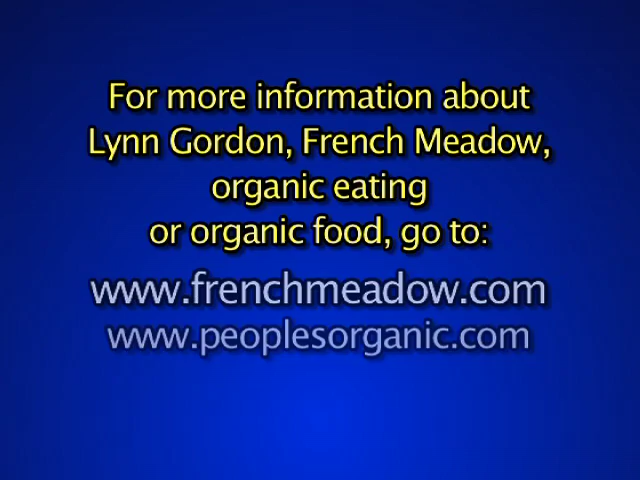 For more information about
Lynn Gordon, French Meadow,
organic eating
or organic food, go to:
www.frenchmeadow.com
www.peoplesorganic.com